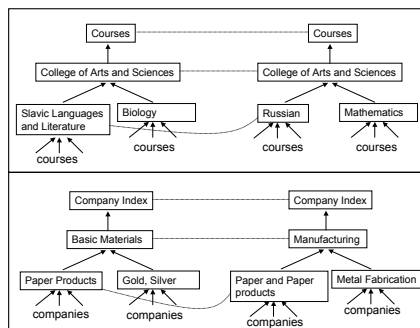 Courses Courses
College of Arts and Sciences College of Arts and Sciences
Slavic Languages
and Literature
Biology
Russian
Mathematics
courses courses courses courses
Company Index Company Index
Basic Materials Manufacturing
Paper Products
Gold, Silver
Paper and Paper
products
Metal Fabrication
companies companies companies companies